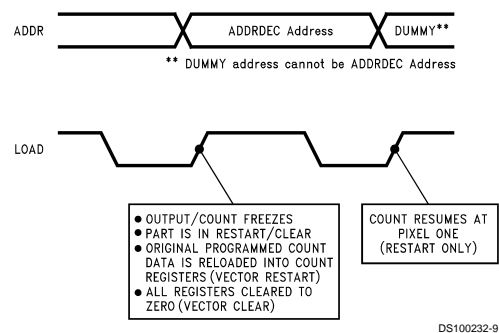 ADDR ADDRDEC Address DUMMY**
** DUMMY address cannot be ADDRDEC Address
LOAD
● OUTPUT/COUNT FREEZES
● PART IS IN RESTART/CLEAR
● ORIGINAL PROGRAMMED COUNT
DATA IS RELOADED INTO COUNT
REGISTERS (VECTOR RESTART)
● ALL REGISTERS CLEARED TO
ZERO (VECTOR CLEAR)
COUNT RESUMES AT
PIXEL ONE
(RESTART ONLY)
DS100232-9